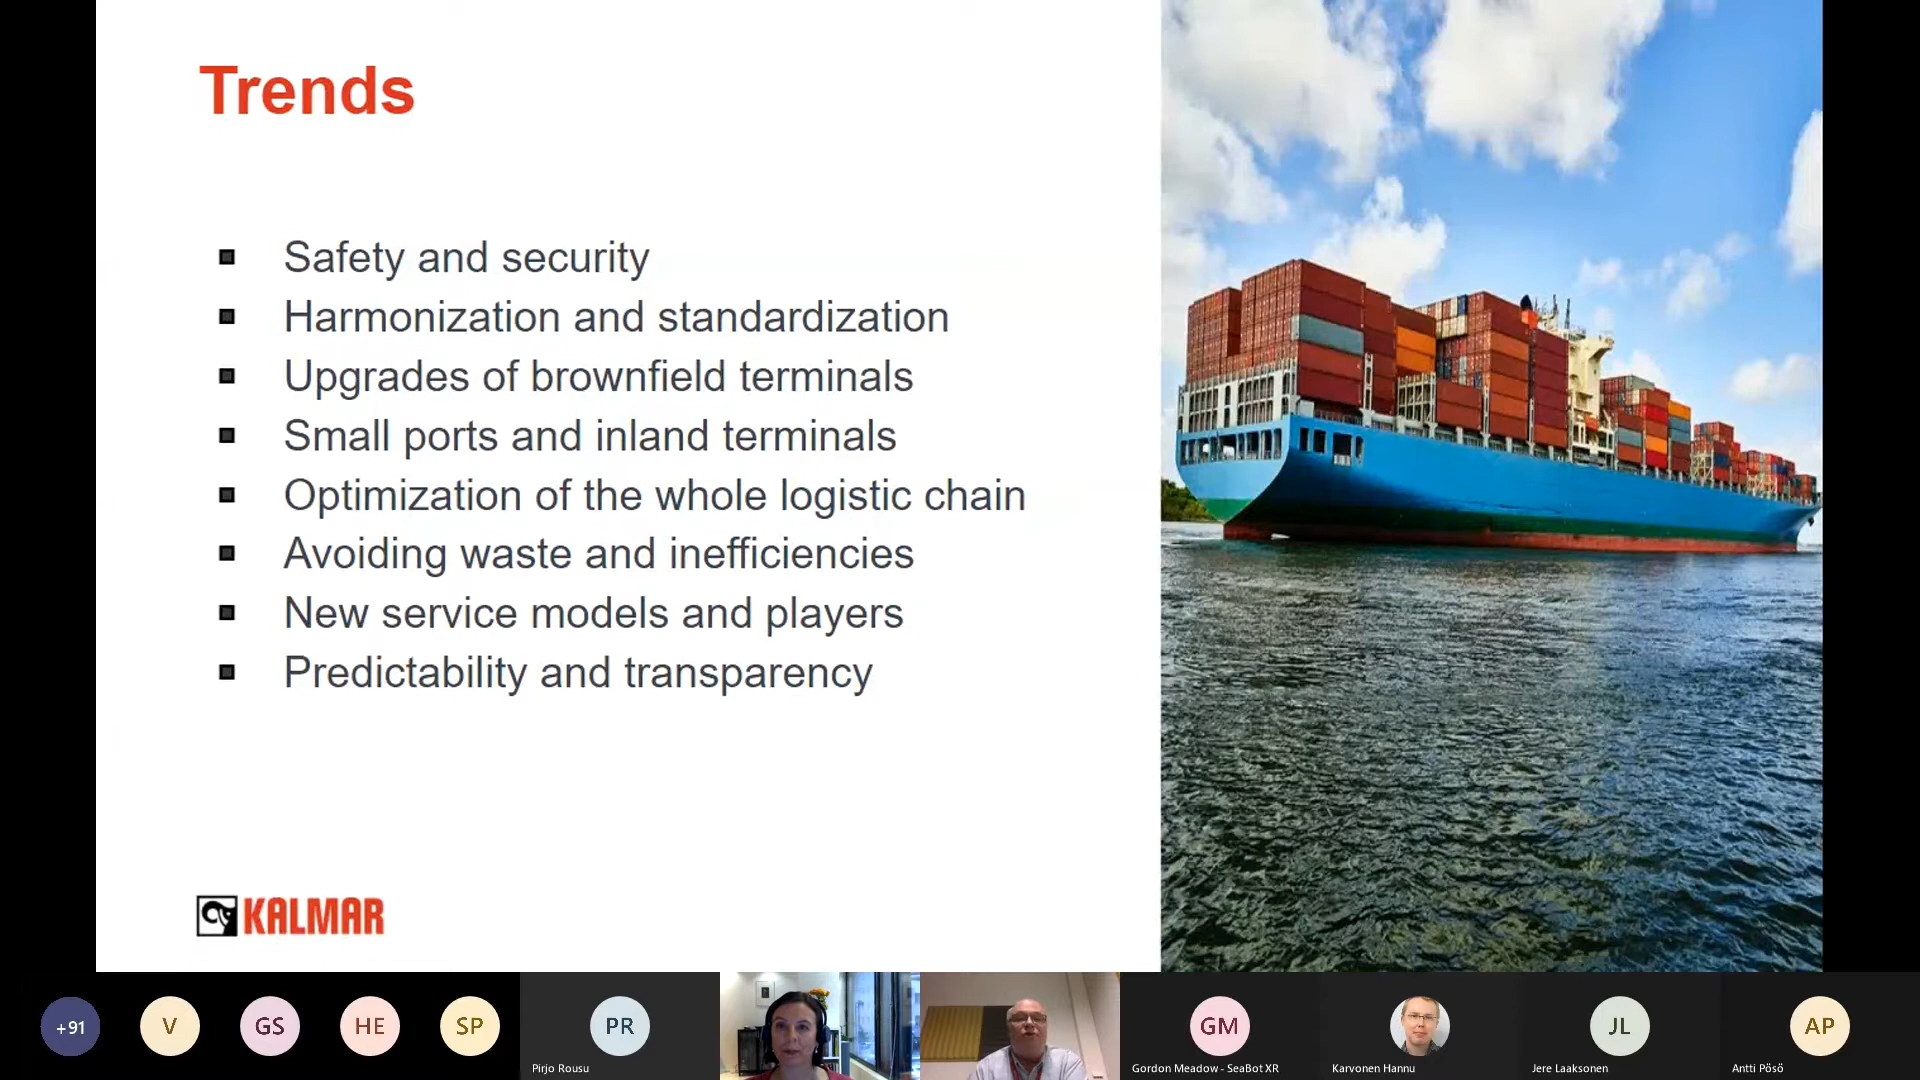 Trends
Safety and security
Harmonization and standardization
Upgrades of brownfield terminals
Small ports and inland terminals
Optimization of the whole logistic chain
Avoiding waste and inefficiencies
New service models and players
Predictability and transparency
KALMAR
+91
V
GS
HE
SP
PR
Pirjo Rousu
GM
Gordon Meadow - SeaBot XR
Karvonen Hannu
JL
Jere Laaksonen
AP
Antti Pösö